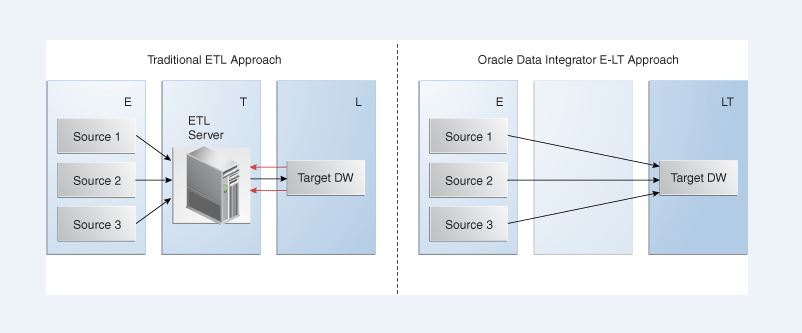 Traditional ETL Approach
E
T
L
Source 1
Source 2
Source 3
ETL
Server
Target DW
Oracle Data Integrator E-LT Approach
E
LT
Source 1
Source 2
Source 3
Target DW